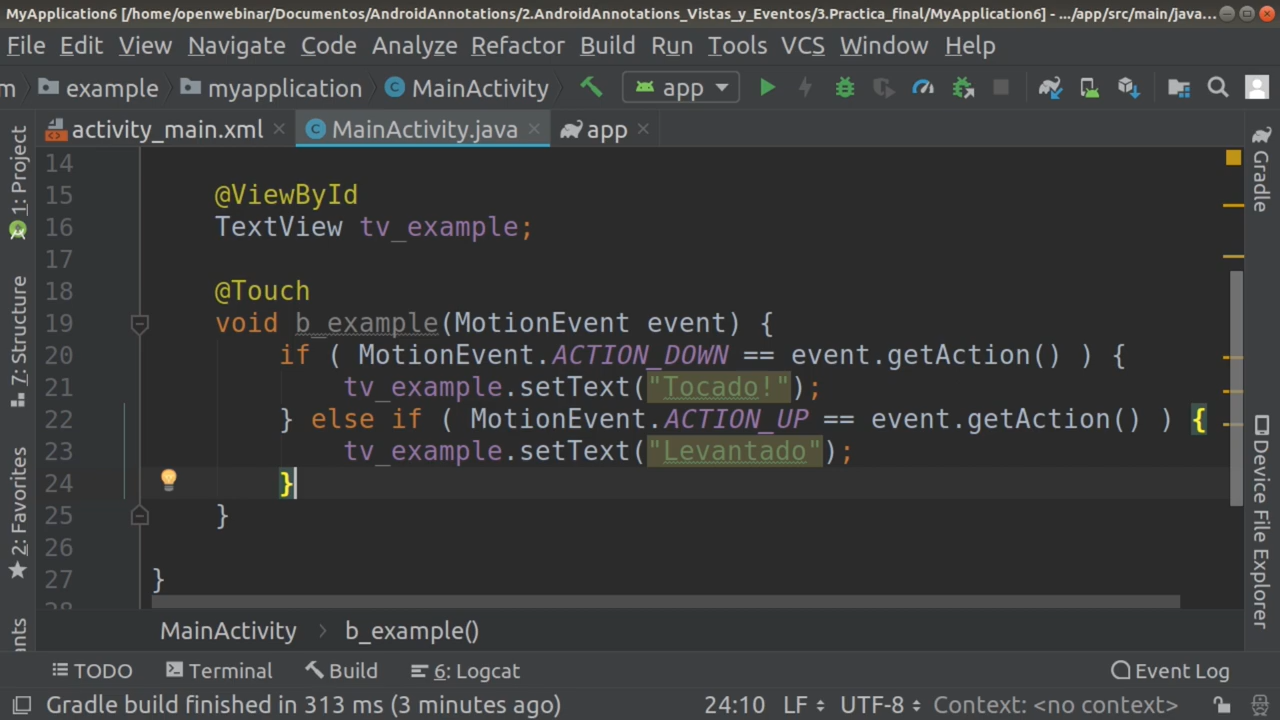 MyApplication6 [/home/openwebinar/Documentos/AndroidAnnotations/2.AndroidAnnotations_Vistas_y_Eventos/3.Practica_final/MyApplication6] - .../app/src/main/java...
File Edit View Navigate Code Analyze Refactor Build Run Tools VCS Window Help
m example myapplication MainActivity app
activity_main.xml MainActivity.java app
1: Project
7: Structure
2: Favorites
ants
14
15 @ViewById
16 TextView tv_example;
17
18 @Touch
19 void b_example(MotionEvent event) {
20 if ( MotionEvent.ACTION_DOWN == event.getAction() ) {
21 tv_example.setText("Tocado!");
22 } else if ( MotionEvent.ACTION_UP == event.getAction() ) {
23 tv_example.setText("Levantado");
24 }
25 }
26
27 }
28
Gradle
Device File Explorer
MainActivity > b_example()
TODO Terminal Build 6: Logcat Event Log
Gradle build finished in 313 ms (3 minutes ago) 24:10 LF UTF-8 Context: <no context>